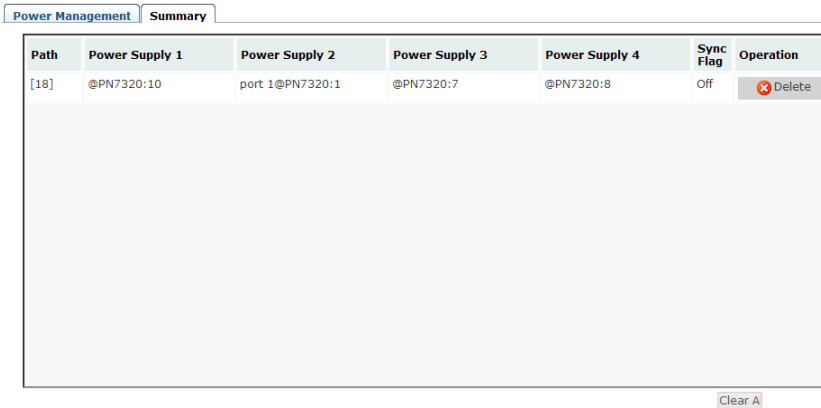 Power Management Summary
Path Power Supply 1 Power Supply 2 Power Supply 3 Power Supply 4 Sync Flag Operation
[18] @PN7320:10 port 1@PN7320:1 @PN7320:7 @PN7320:8 Off Delete
Clear A